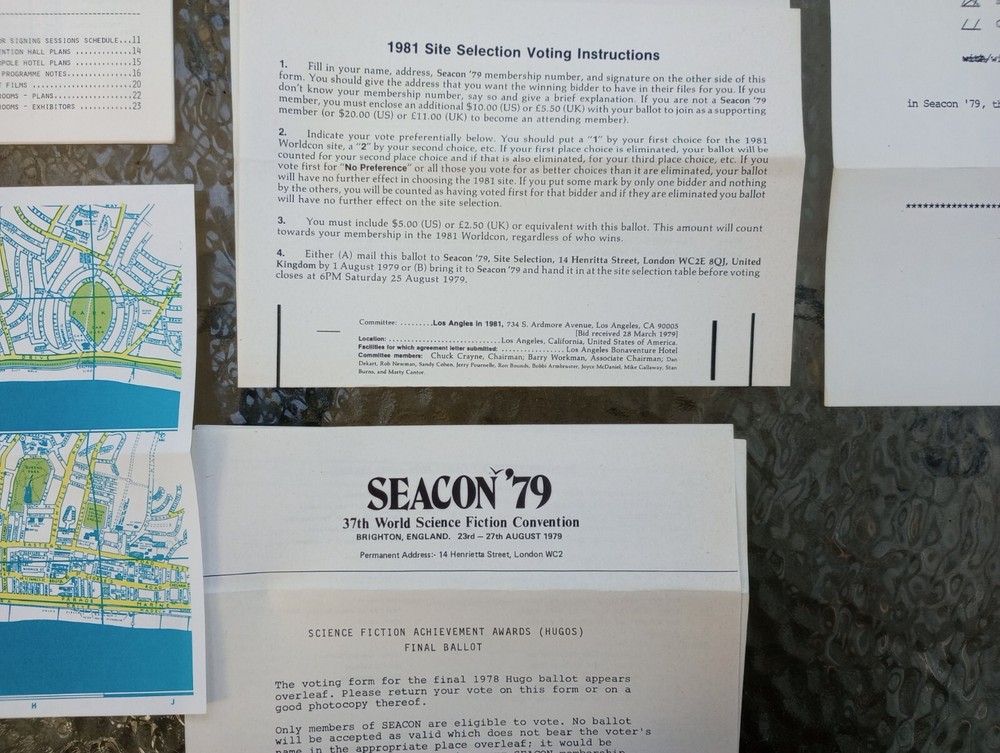 OR SIGNING SESSIONS SCHEDULE...11
ENTION HALL PLANS ............14
OPOLE HOTEL PLANS ............15
PROGRAMME NOTES...............16
FILMS ........................20
ROOMS - PLANS.................22
ROOMS - EXHIBITORS ...........23
1981 Site Selection Voting Instructions
1. Fill in your name, address, Seacon '79 membership number, and signature on the other side of this
form. You should give the address that you want the winning bidder to have in their files for you. If you
don't know your membership number, say so and give a brief explanation. If you are not a Seacon '79
member, you must enclose an additional $10.00 (US) or £5.50 (UK) with your ballot to join as a supporting
member (or $20.00 (US) or £11.00 (UK) to become an attending member).
2. Indicate your vote preferentially below. You should put a "1" by your first choice for the 1981
Worldcon site, a "2" by your second choice, etc. If your first place choice is eliminated, your ballot will be
counted for your second place choice and if that is also eliminated, for your third place choice, etc. If you
vote first for "No Preference" or all those you vote for as better choices than it are eliminated, your ballot
will have no further effect in choosing the 1981 site. If you put some mark by only one bidder and nothing
by the others, you will be counted as having voted first for that bidder and if they are eliminated you ballot
will have no further effect on the site selection.
3. You must include $5.00 (US) or £2.50 (UK) or equivalent with this ballot. This amount will count
towards your membership in the 1981 Worldcon, regardless of who wins.
4. Either (A) mail this ballot to Seacon '79, Site Selection, 14 Henritta Street, London WC2E 8QJ, United
Kingdom by 1 August 1979 or (B) bring it to Seacon '79 and hand it in at the site selection table before voting
closes at 6PM Saturday 25 August 1979.
Committee: .........Los Angles in 1981, 734 S. Ardmore Avenue, Los Angeles, CA 90005
[Bid received 28 March 1979]
Location: ...............................Los Angeles, California, United States of America.
Facilities for which agreement letter submitted: .................... Los Angeles Bonaventure Hotel
Committee members: Chuck Crayne, Chairman; Barry Workman, Associate Chairman; Dan
Dekart, Rob Newman, Sandy Cohen, Jerry Pournelle, Ron Bounds, Bobbi Armbruster, Joyce McDaniel, Mike Gallaway, Stan
Burns, and Marty Cantor.
in Seacon '79, th
********************
PARK
QUEENS PARK
EASTERN
MARINE
PARADE
H J
SEACON '79
37th World Science Fiction Convention
BRIGHTON, ENGLAND. 23rd – 27th AUGUST 1979
Permanent Address:- 14 Henrietta Street, London WC2
SCIENCE FICTION ACHIEVEMENT AWARDS (HUGOS)
FINAL BALLOT
The voting form for the final 1978 Hugo ballot appears
overleaf. Please return your vote on this form or on a
good photocopy thereof.
Only members of SEACON are eligible to vote. No ballot
will be accepted as valid which does not bear the voter's
name in the appropriate place overleaf; it would be